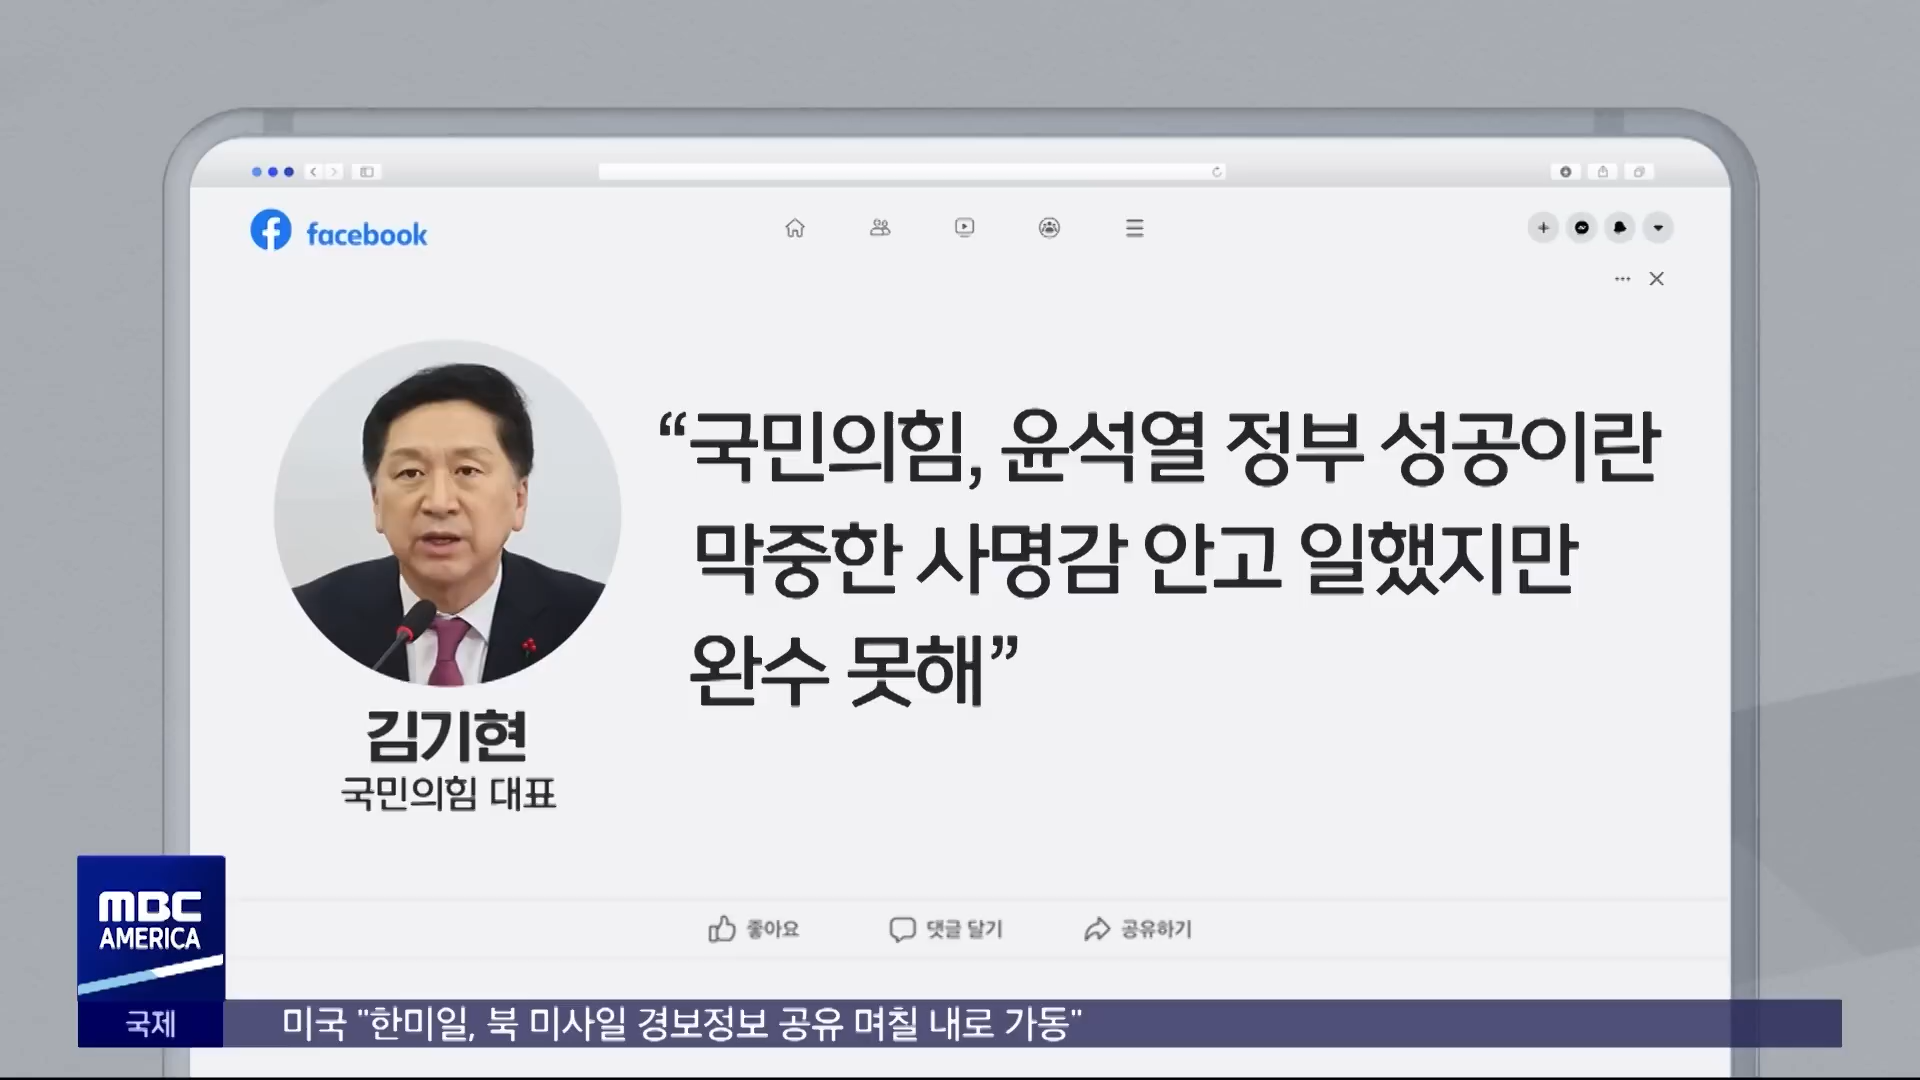 facebook
“국민의힘, 윤석열 정부 성공이란
막중한 사명감 안고 일했지만
완수 못해”
김기현
국민의힘 대표
좋아요 댓글 달기 공유하기
MBC
AMERICA
국제 미국 "한미일, 북 미사일 경보정보 공유 며칠 내로 가동"